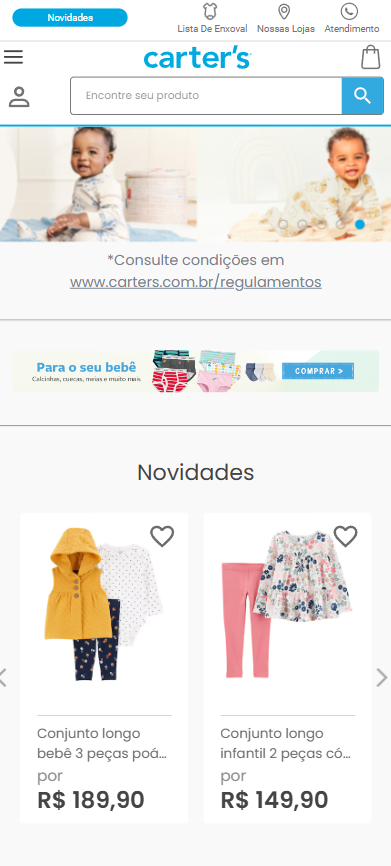 Novidades
Lista De Enxoval
Nossas Lojas
Atendimento
carter's
Encontre seu produto
*Consulte condições em
www.carters.com.br/regulamentos
Para o seu bebê
Calcinhas, cuecas, meias e muito mais
COMPRAR >
Novidades
Conjunto longo
bebê 3 peças poá...
por
R$ 189,90
Conjunto longo
infantil 2 peças có...
por
R$ 149,90